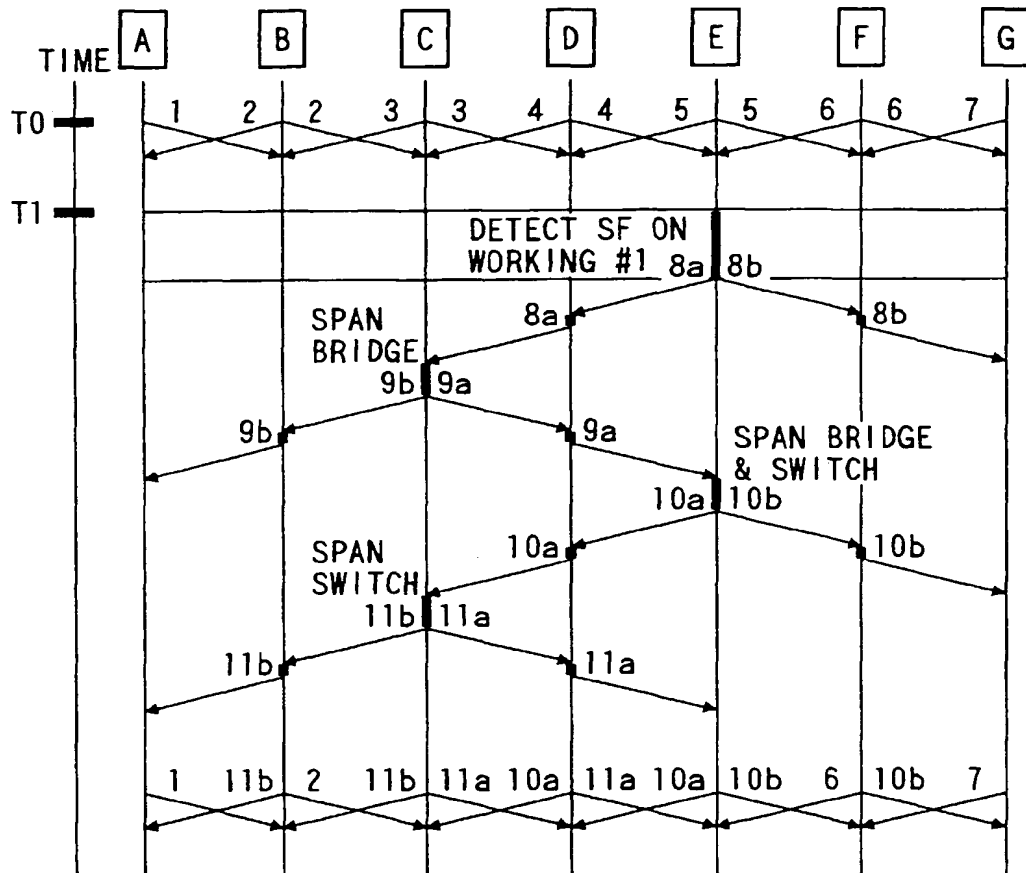 A B C D E F G
TIME
T0 1 2 2 3 3 4 4 5 5 6 6 7
T1
DETECT SF ON
WORKING #1 8a 8b
8a 8b
SPAN
BRIDGE
9b 9a
9b 9a
SPAN BRIDGE
& SWITCH
10a 10b
10a 10b
SPAN
SWITCH
11b 11a
11b 11a
1 11b 2 11b 11a 10a 11a 10a 10b 6 10b 7